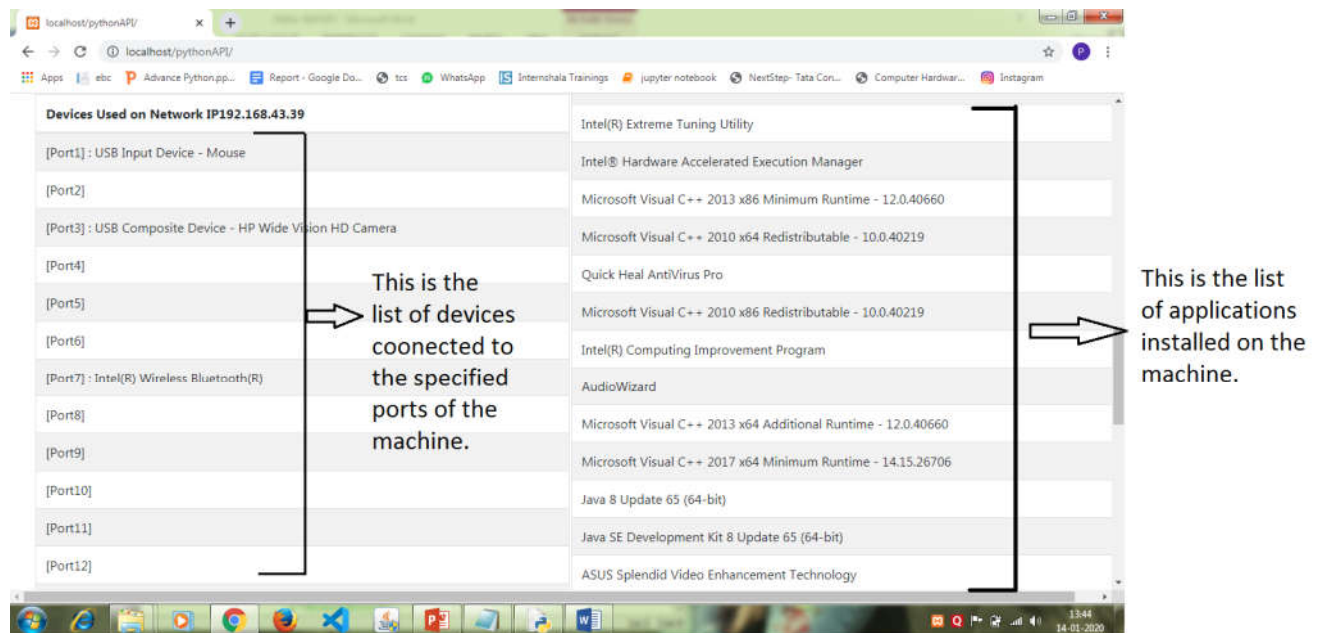 localhost/pythonAPI/
localhost/pythonAPI/
P
Apps
ebc
Advance Python.pp...
Report - Google Do...
tcs
WhatsApp
Internshala Trainings
jupyter notebook
NextStep- Tata Con...
Computer Hardwar...
Instagram
Devices Used on Network IP192.168.43.39
[Port1] : USB Input Device - Mouse
[Port2]
[Port3] : USB Composite Device - HP Wide Vision HD Camera
[Port4]
[Port5]
[Port6]
[Port7] : Intel(R) Wireless Bluetooth(R)
[Port8]
[Port9]
[Port10]
[Port11]
[Port12]
This is the
list of devices
coonected to
the specified
ports of the
machine.
Intel(R) Extreme Tuning Utility
Intel® Hardware Accelerated Execution Manager
Microsoft Visual C++ 2013 x86 Minimum Runtime - 12.0.40660
Microsoft Visual C++ 2010 x64 Redistributable - 10.0.40219
Quick Heal AntiVirus Pro
Microsoft Visual C++ 2010 x86 Redistributable - 10.0.40219
Intel(R) Computing Improvement Program
AudioWizard
Microsoft Visual C++ 2013 x64 Additional Runtime - 12.0.40660
Microsoft Visual C++ 2017 x64 Minimum Runtime - 14.15.26706
Java 8 Update 65 (64-bit)
Java SE Development Kit 8 Update 65 (64-bit)
ASUS Splendid Video Enhancement Technology
This is the list
of applications
installed on the
machine.
13:44
14-01-2020